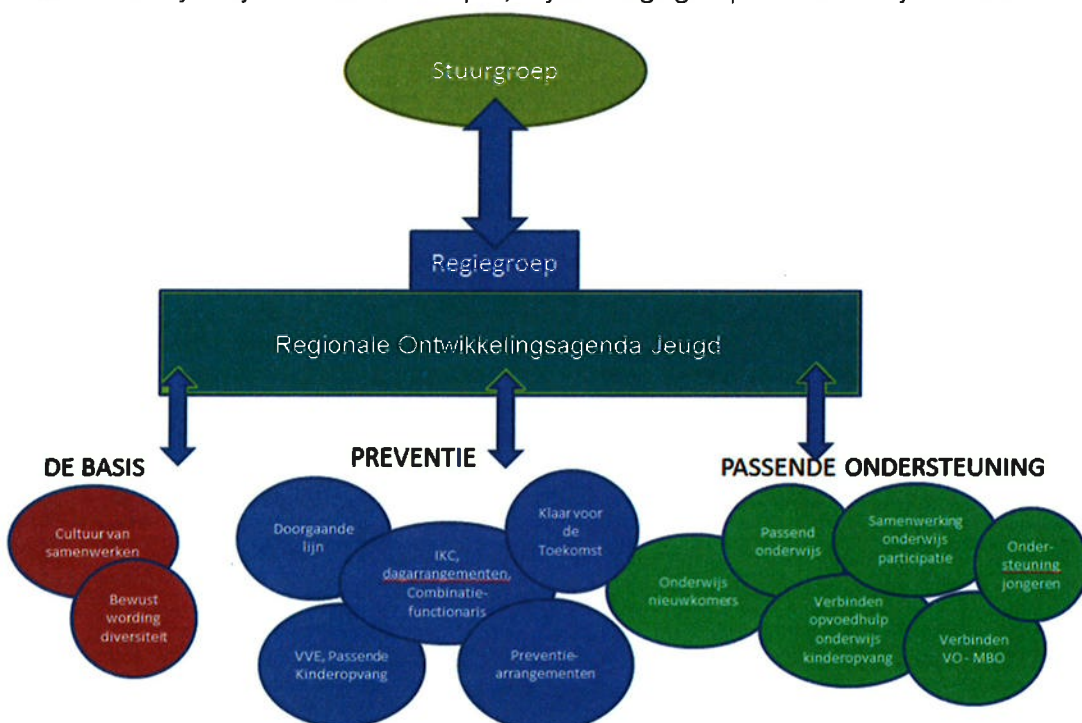 Stuurgroep
Regiegroep
Regionale Ontwikkelingsagenda Jeugd
DE BASIS
PREVENTIE
PASSENDE ONDERSTEUNING
Cultuur van
samenwerken
Bewust
wording
diversiteit
Doorgaande
lijn
IKC,
dagarrangementen,
Combinatie-
functionaris
Klaar voor
de
Toekomst
VVE, Passende
Kinderopvang
Preventie-
arrangementen
Onderwijs
nieuwkomers
Passend
onderwijs
Samenwerking
onderwijs
participatie
Onder-
steuning
jongeren
Verbinden
opvoedhulp
onderwijs
kinderopvang
Verbinden
VO - MBO